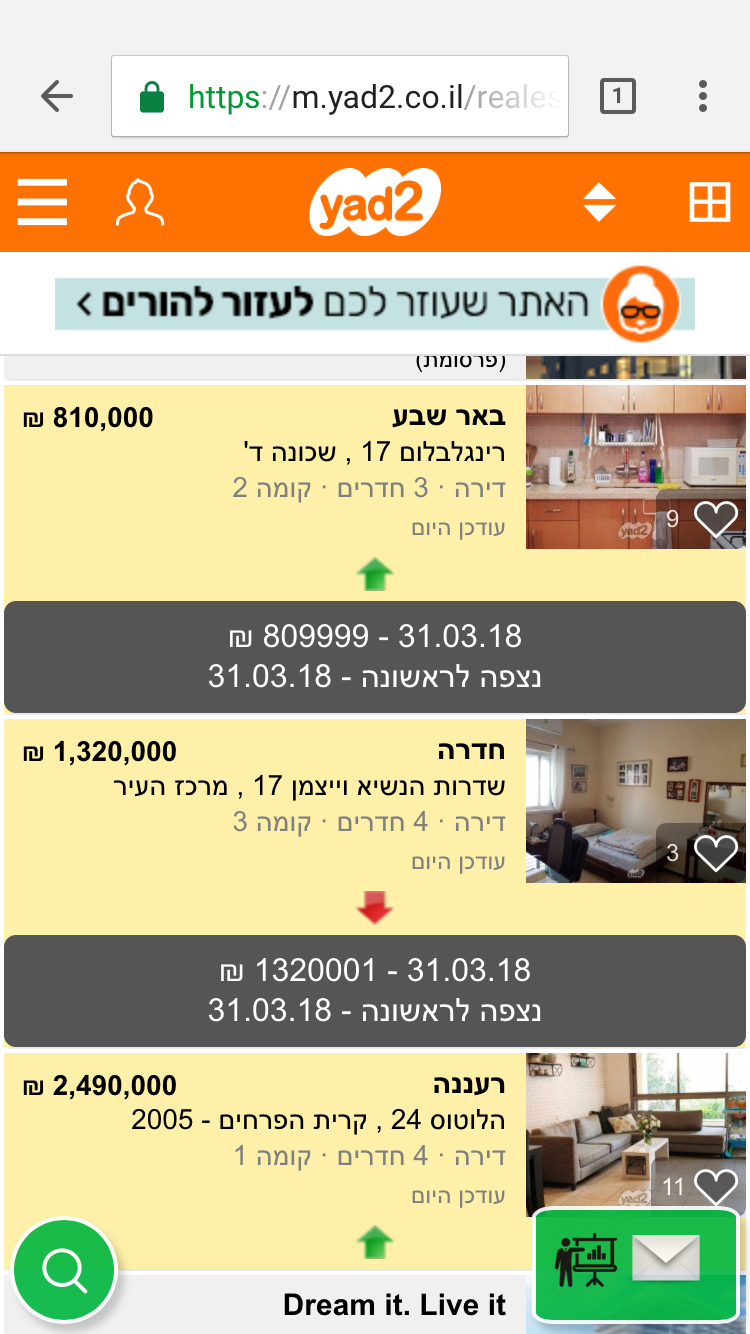 https://m.yad2.co.il/reales
1
yad2
האתר שעוזר לכם לעזור להורים >
(פרסומת)
באר שבע
₪ 810,000
רינגלבלום 17 , שכונה ד'
דירה · 3 חדרים · קומה 2
עודכן היום
yad2
9
₪ 809999 - 31.03.18
נצפה לראשונה - 31.03.18
חדרה
₪ 1,320,000
שדרות הנשיא וייצמן 17 , מרכז העיר
דירה · 4 חדרים · קומה 3
עודכן היום
yad2
3
₪ 1320001 - 31.03.18
נצפה לראשונה - 31.03.18
רעננה
₪ 2,490,000
הלוטוס 24 , קרית הפרחים - 2005
דירה · 4 חדרים · קומה 1
עודכן היום
yad2
11
Dream it. Live it